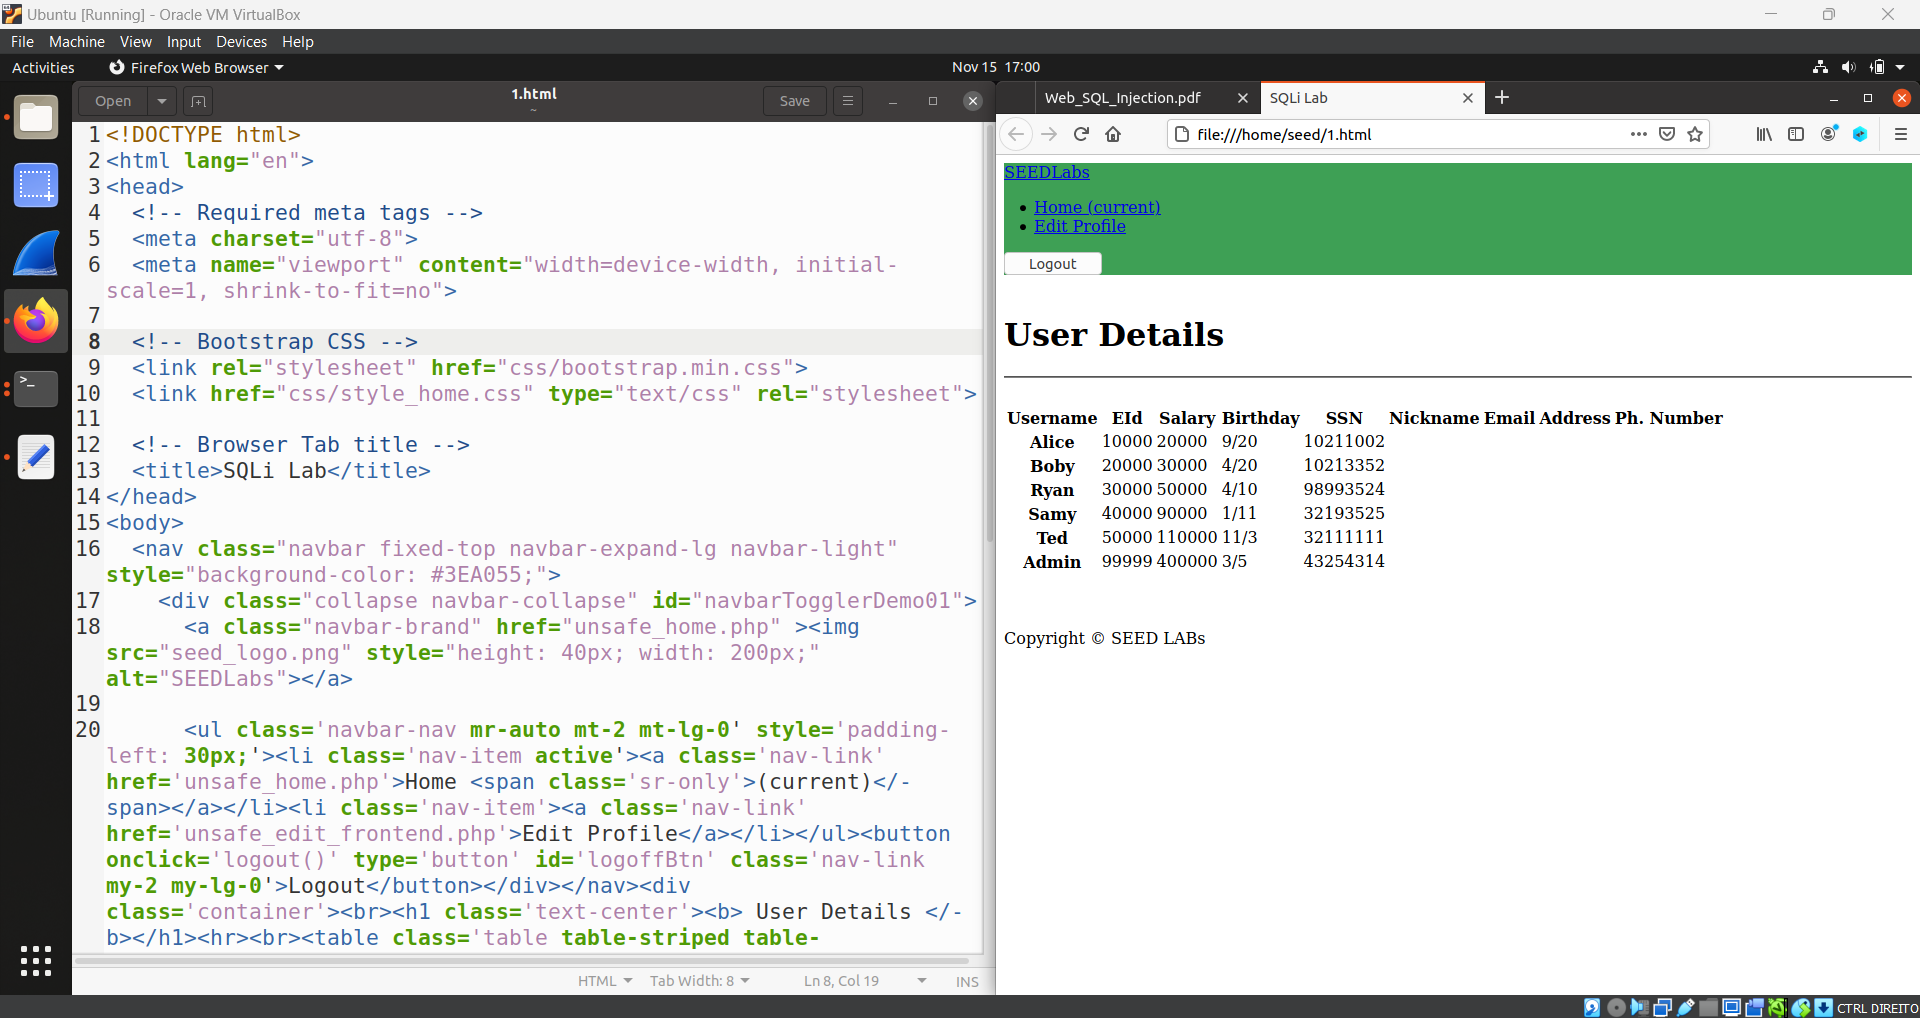 Ubuntu [Running] - Oracle VM VirtualBox
File Machine View Input Devices Help
Activities Firefox Web Browser Nov 15 17:00
Open 1.html Save
~
1 <!DOCTYPE html>
2 <html lang="en">
3 <head>
4 <!-- Required meta tags -->
5 <meta charset="utf-8">
6 <meta name="viewport" content="width=device-width, initial-
scale=1, shrink-to-fit=no">
7
8 <!-- Bootstrap CSS -->
9 <link rel="stylesheet" href="css/bootstrap.min.css">
10 <link href="css/style_home.css" type="text/css" rel="stylesheet">
11
12 <!-- Browser Tab title -->
13 <title>SQLi Lab</title>
14 </head>
15 <body>
16 <nav class="navbar fixed-top navbar-expand-lg navbar-light"
style="background-color: #3EA055;">
17 <div class="collapse navbar-collapse" id="navbarTogglerDemo01">
18 <a class="navbar-brand" href="unsafe_home.php" ><img
src="seed_logo.png" style="height: 40px; width: 200px;"
alt="SEEDLabs"></a>
19
20 <ul class='navbar-nav mr-auto mt-2 mt-lg-0' style='padding-
left: 30px;'><li class='nav-item active'><a class='nav-link'
href='unsafe_home.php'>Home <span class='sr-only'>(current)</-
span></a></li><li class='nav-item'><a class='nav-link'
href='unsafe_edit_frontend.php'>Edit Profile</a></li></ul><button
onclick='logout()' type='button' id='logoffBtn' class='nav-link
my-2 my-lg-0'>Logout</button></div></nav><div
class='container'><br><h1 class='text-center'><b> User Details </-
b></h1><hr><br><table class='table table-striped table-
HTML Tab Width: 8 Ln 8, Col 19 INS
Web_SQL_Injection.pdf SQLi Lab
file:///home/seed/1.html
SEEDLabs
Home (current)
Edit Profile
Logout
User Details
Username EId Salary Birthday SSN Nickname Email Address Ph. Number
Alice 10000 20000 9/20 10211002
Boby 20000 30000 4/20 10213352
Ryan 30000 50000 4/10 98993524
Samy 40000 90000 1/11 32193525
Ted 50000 110000 11/3 32111111
Admin 99999 400000 3/5 43254314
Copyright © SEED LABs
CTRL DIREITO